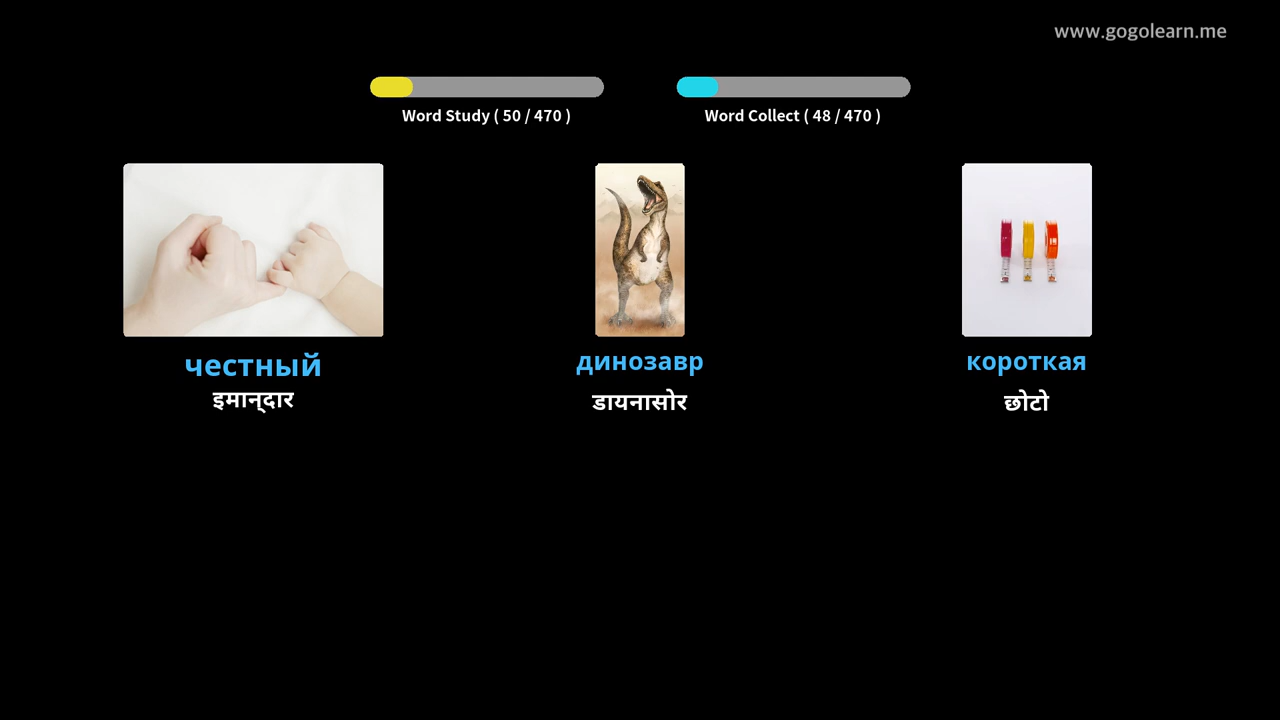 www.gogolearn.me
Word Study ( 50 / 470 )
Word Collect ( 48 / 470 )
честный
динозавр
короткая
इमान्‌दार
डायनासोर
छोटो